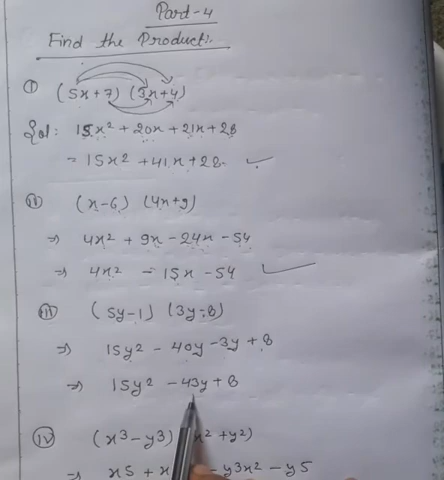 Part-4
Find the Product:
(i) (5x+7) (3x+4)
Sol: 15x² + 20x + 21x + 28
= 15x² + 41x + 28
(ii) (x-6) (4x+9)
⇒ 4x² + 9x - 24x - 54
⇒ 4x² - 15x - 54
(iii) (5y-1) (3y-8)
⇒ 15y² - 40y - 3y + 8
⇒ 15y² - 43y + 8
(iv) (x³-y³) x² + y²)
⇒ x5 + x - y3x² - y5